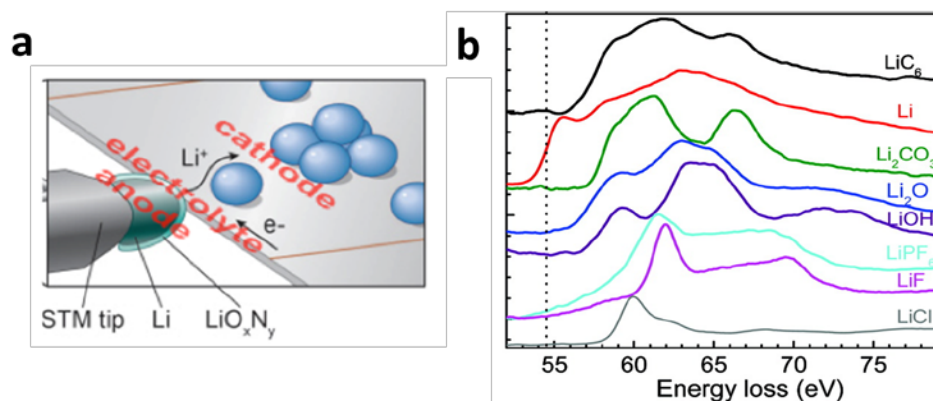 a
cathode
electrolyte
anode
Li⁺
e-
STM tip
Li
LiOₓNᵧ
b
LiC₆
Li
Li₂CO₃
Li₂O
LiOH
LiPF₆
LiF
LiCl
55 60 65 70 75
Energy loss (eV)